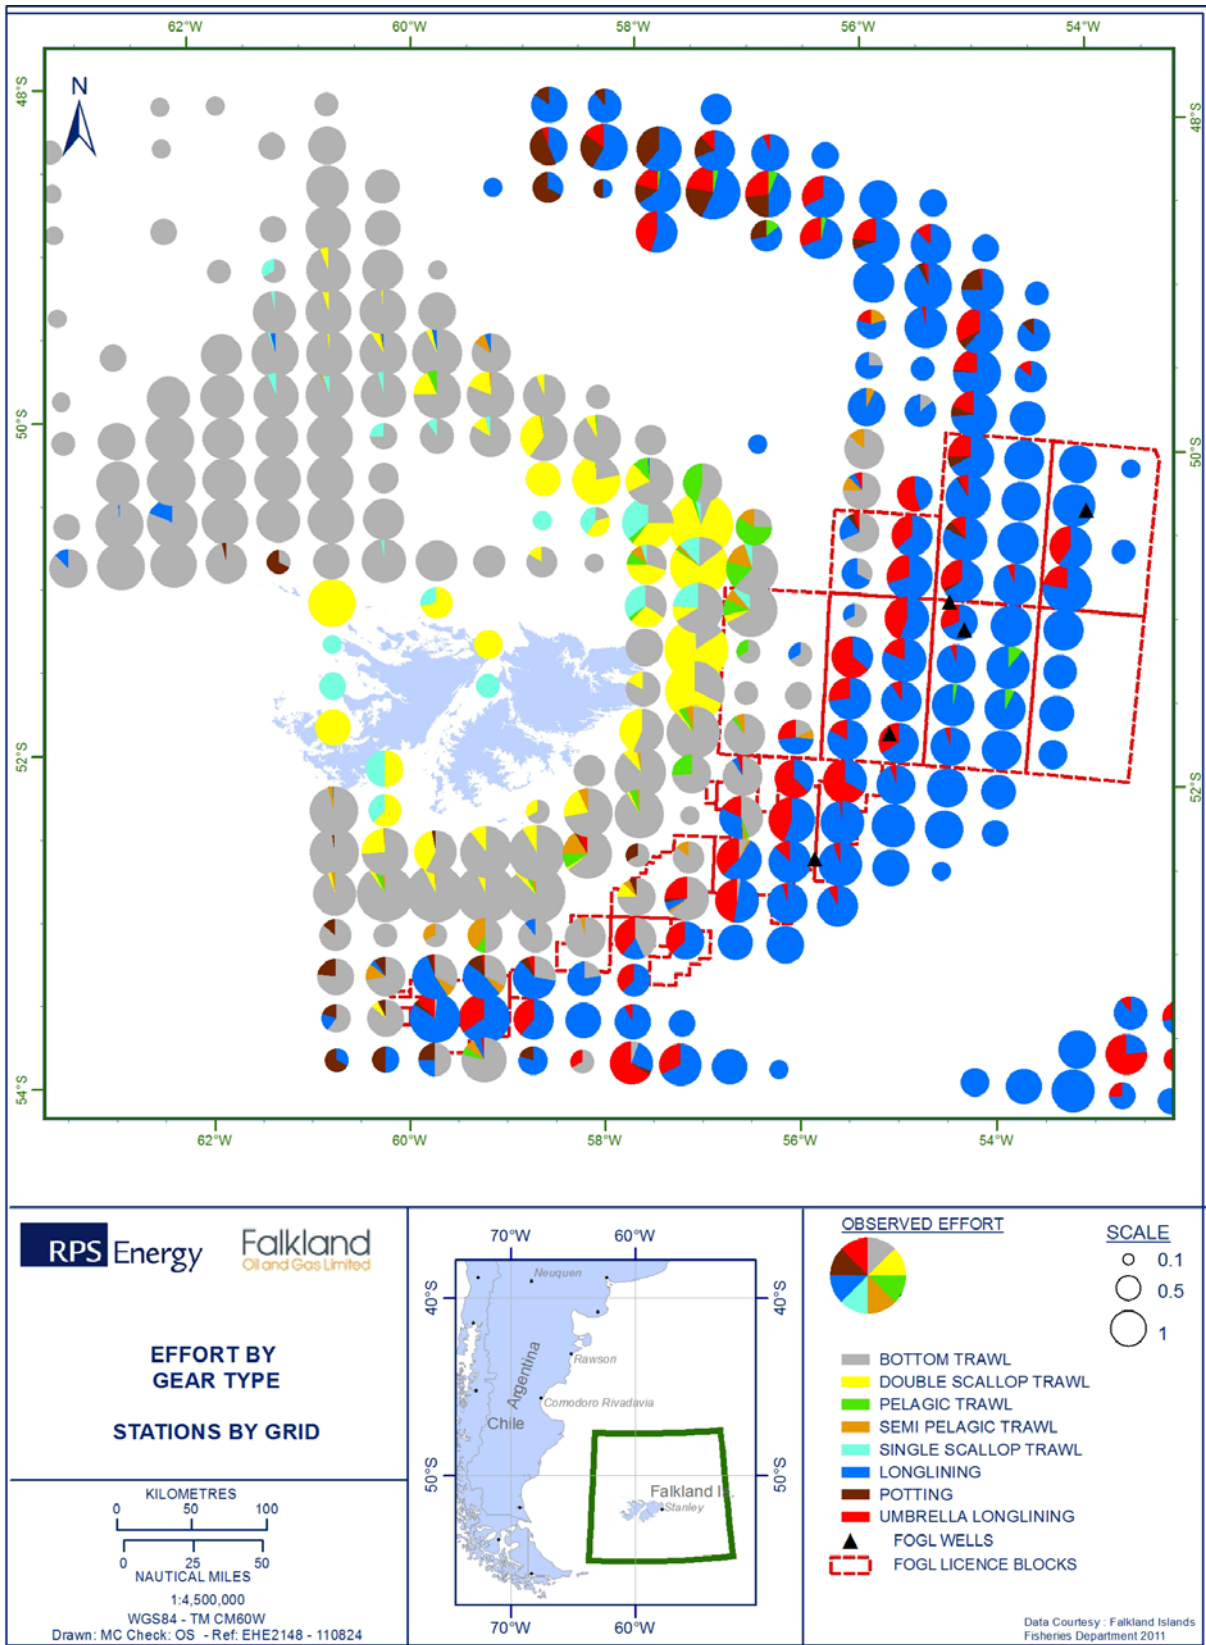 62°W 60°W 58°W 56°W 54°W
48°S 48°S
N
50°S 50°S
52°S 52°S
54°S
62°W 60°W 58°W 56°W 54°W
RPS Energy
Falkland
Oil and Gas Limited
EFFORT BY
GEAR TYPE
STATIONS BY GRID
KILOMETRES
0 50 100
0 25 50
NAUTICAL MILES
1:4,500,000
WGS84 - TM CM60W
Drawn: MC Check: OS - Ref: EHE2148 - 110824
70°W 60°W
Neuquen
40°S 40°S
Rawson
Argentina
Comodoro Rivadavia
Chile
50°S 50°S
Falkland Is.
Stanley
70°W 60°W
OBSERVED EFFORT
SCALE
0.1
0.5
1
BOTTOM TRAWL
DOUBLE SCALLOP TRAWL
PELAGIC TRAWL
SEMI PELAGIC TRAWL
SINGLE SCALLOP TRAWL
LONGLINING
POTTING
UMBRELLA LONGLINING
FOGL WELLS
FOGL LICENCE BLOCKS
Data Courtesy : Falkland Islands
Fisheries Department 2011